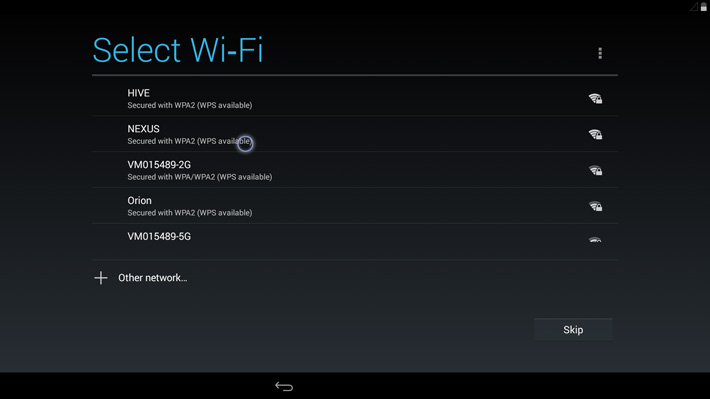 Select Wi-Fi
HIVE
Secured with WPA2 (WPS available)
NEXUS
Secured with WPA2 (WPS available)
VM015489-2G
Secured with WPA/WPA2 (WPS available)
Orion
Secured with WPA2 (WPS available)
VM015489-5G
Other network...
Skip